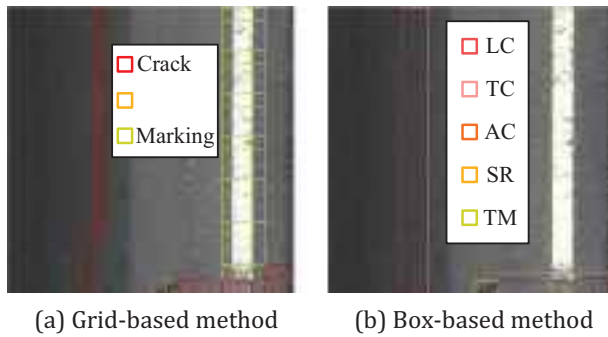 Crack
Marking
LC
TC
AC
SR
TM
(a) Grid-based method
(b) Box-based method